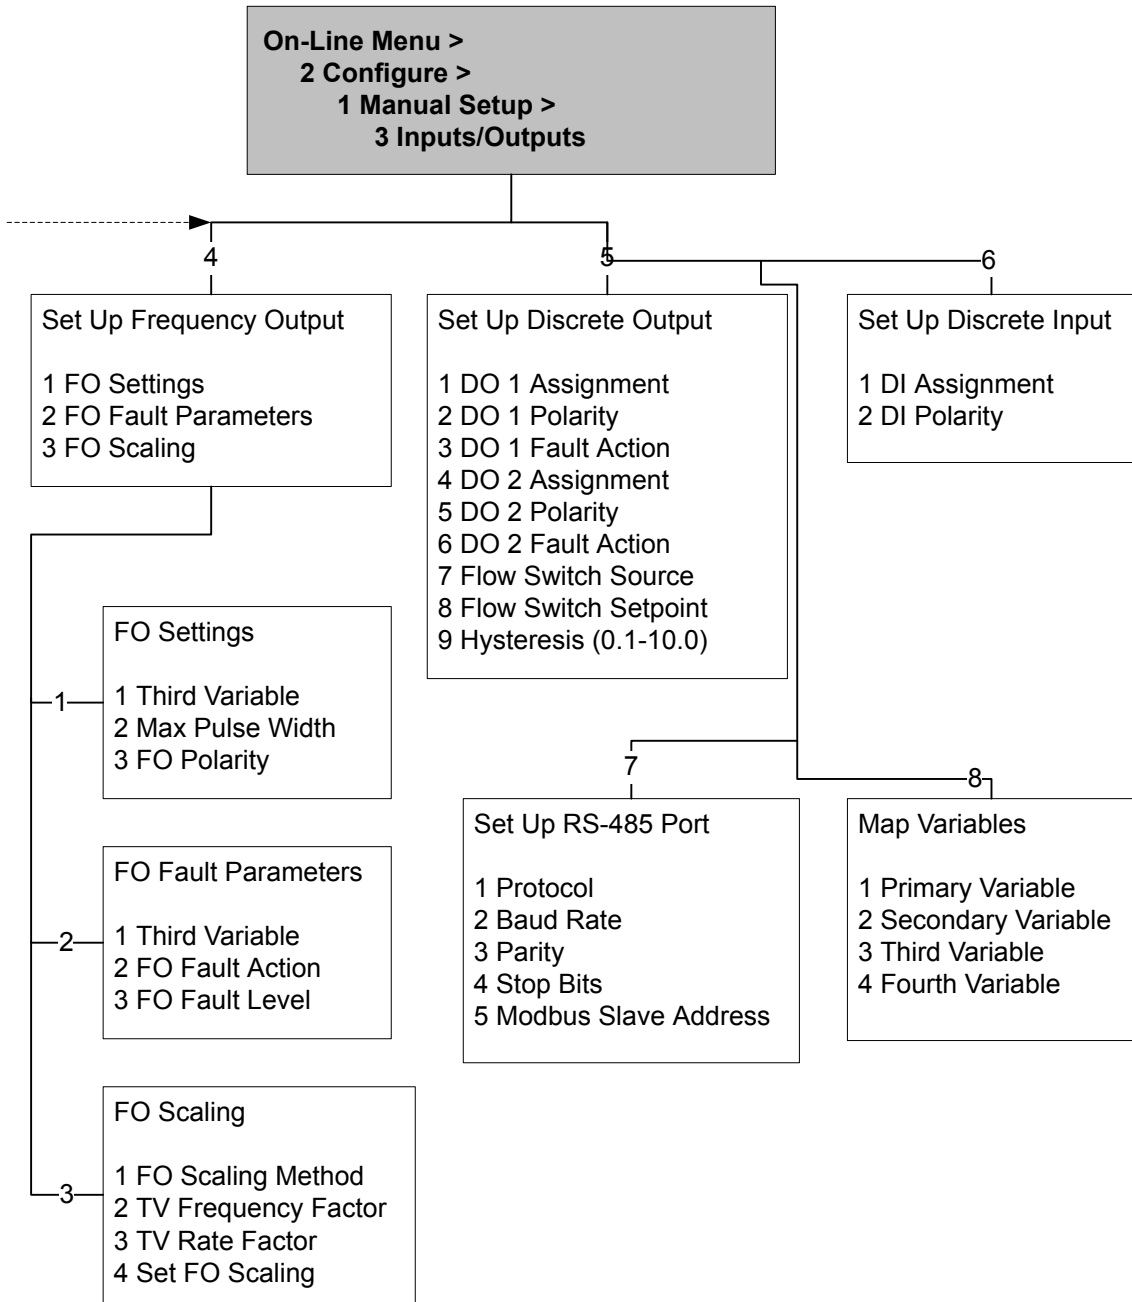 On-Line Menu >
2 Configure >
1 Manual Setup >
3 Inputs/Outputs
4
5
6
Set Up Frequency Output
1 FO Settings
2 FO Fault Parameters
3 FO Scaling
Set Up Discrete Output
1 DO 1 Assignment
2 DO 1 Polarity
3 DO 1 Fault Action
4 DO 2 Assignment
5 DO 2 Polarity
6 DO 2 Fault Action
7 Flow Switch Source
8 Flow Switch Setpoint
9 Hysteresis (0.1-10.0)
Set Up Discrete Input
1 DI Assignment
2 DI Polarity
1
FO Settings
1 Third Variable
2 Max Pulse Width
3 FO Polarity
2
FO Fault Parameters
1 Third Variable
2 FO Fault Action
3 FO Fault Level
3
FO Scaling
1 FO Scaling Method
2 TV Frequency Factor
3 TV Rate Factor
4 Set FO Scaling
7
Set Up RS-485 Port
1 Protocol
2 Baud Rate
3 Parity
4 Stop Bits
5 Modbus Slave Address
8
Map Variables
1 Primary Variable
2 Secondary Variable
3 Third Variable
4 Fourth Variable